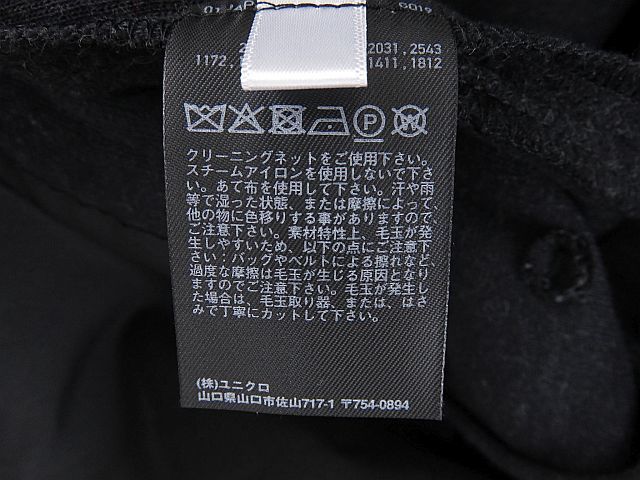 2031,2543
1172,
1411,1812
P
クリーニングネットをご使用下さい。
スチームアイロンを使用しないで下さ
い。あて布を使用して下さい。汗や雨
等で湿った状態、または摩擦によって、
他の物に色移りする事がありますので、
ご注意下さい。素材特性上、毛玉が発
生しやすいため、以下の点にご注意下
さい:バッグやベルトによる擦れなど、
過度な摩擦は毛玉が生じる原因となり
ますのでご注意下さい。毛玉が発生し
た場合は、毛玉取り器、または、はさ
みで丁寧にカットして下さい。
(株)ユニクロ
山口県山口市佐山717-1 〒754-0894